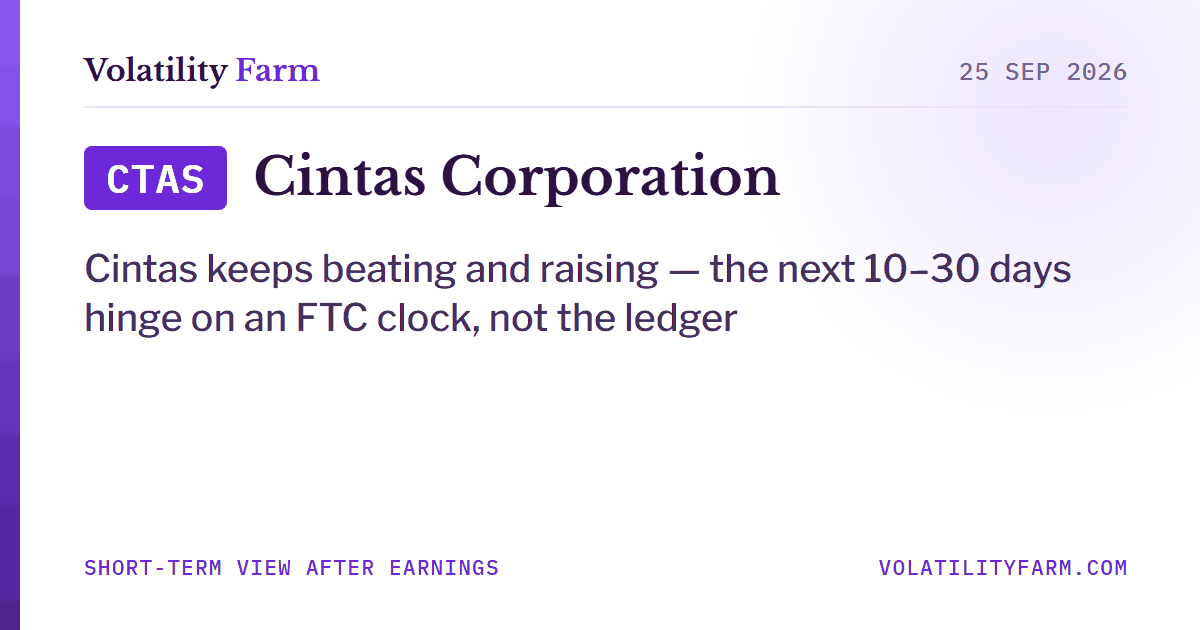 Volatility Farm
25 SEP 2026
CTAS Cintas Corporation
Cintas keeps beating and raising — the next 10–30 days
hinge on an FTC clock, not the ledger
SHORT-TERM VIEW AFTER EARNINGS
VOLATILITYFARM.COM